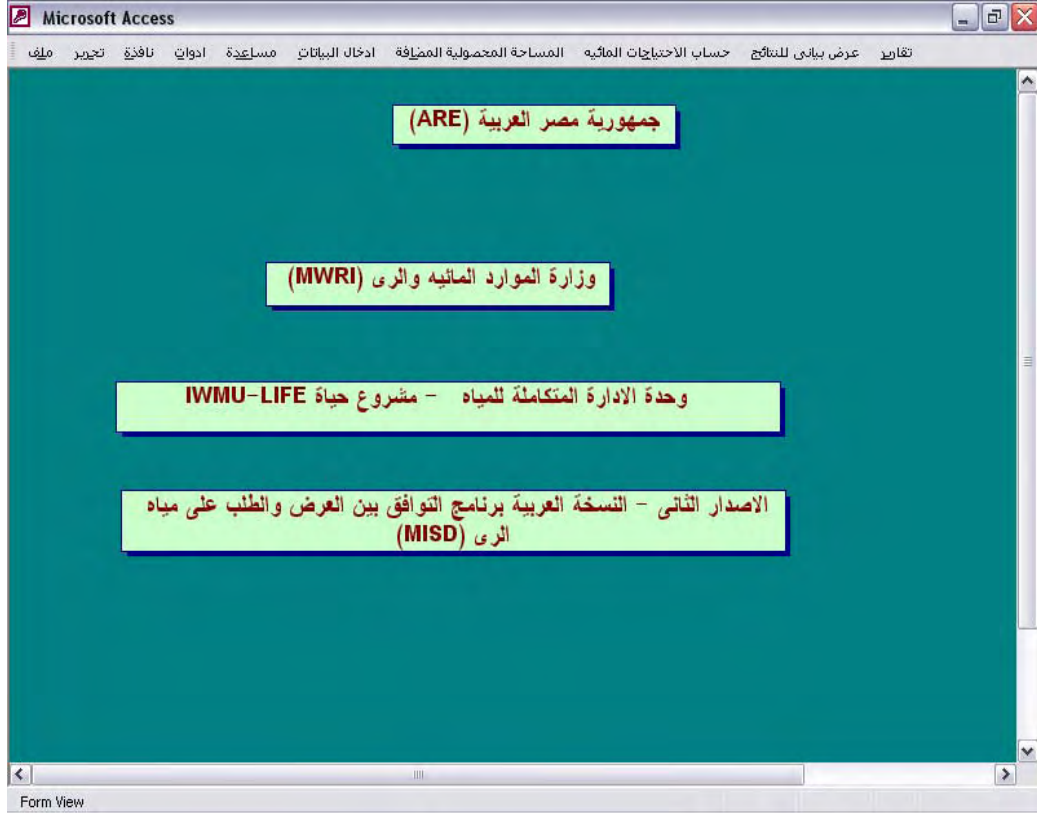 Microsoft Access
ملف تحرير نافذة ادوات مساعدة ادخال البيانات المساحة المحصولية المضافة حساب الاحتياجات المائيه عرض بيانى للنتائج تقارير
جمهورية مصر العربية (ARE)
وزارة الموارد المائيه والرى (MWRI)
وحدة الادارة المتكاملة للمياه - مشروع حياة IWMU-LIFE
الاصدار الثانى - النسخة العربية برنامج التوافق بين العرض والطلب على مياه
الرى (MISD)
Form View